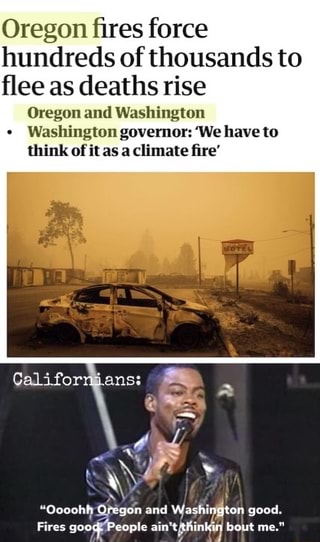 Oregon fires force
hundreds of thousands to
flee as deaths rise
Oregon and Washington
• Washington governor: ‘We have to
think of it as a climate fire’
MOTEL
Californians:
“Oooohh Oregon and Washington good.
Fires good. People ain't thinkin bout me.”